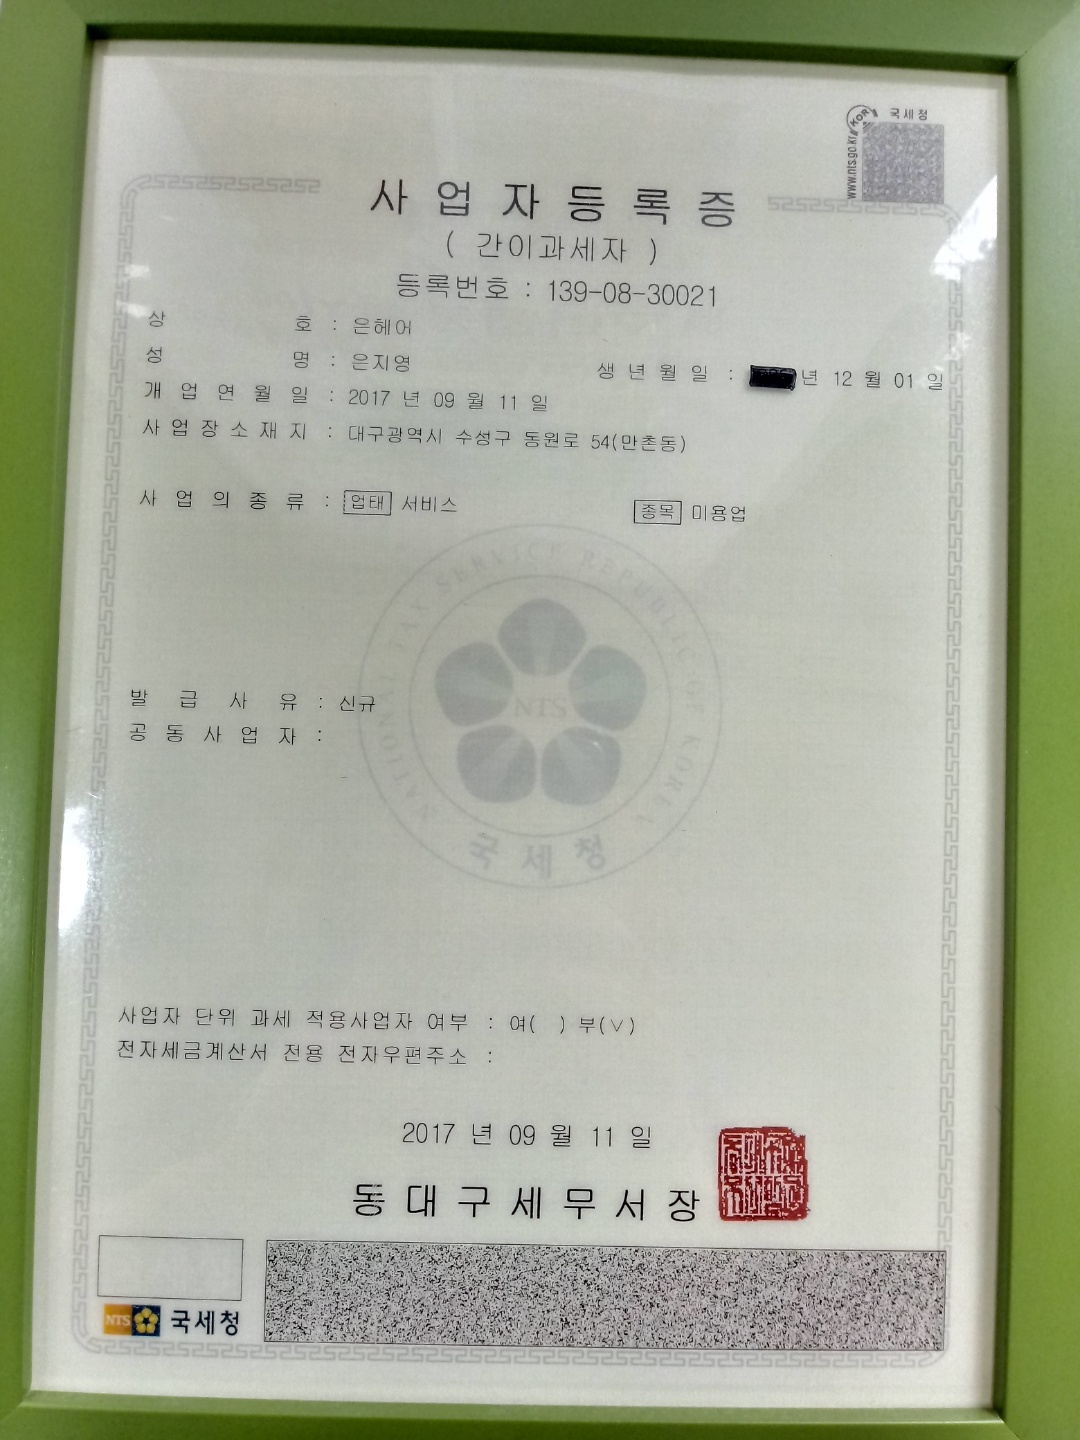 국세청
KOR
www.nts.go.kr
사업자등록증
( 간이과세자 )
등록번호 : 139-08-30021
상 호 : 은헤어
성 명 : 은지영 생 년 월 일 : 년 12 월 01 일
개 업 연 월 일 : 2017 년 09 월 11 일
사 업 장 소 재 지 : 대구광역시 수성구 동원로 54(만촌동)
사 업 의 종 류 : 업태 서비스 종목 미용업
NATIONAL TAX SERVICE REPUBLIC OF KOREA
NTS
국세청
발 급 사 유 : 신규
공 동 사 업 자 :
사업자 단위 과세 적용사업자 여부 : 여( ) 부(∨)
전자세금계산서 전용 전자우편주소 :
2017 년 09 월 11 일
동대구세무서장
NTS 국세청